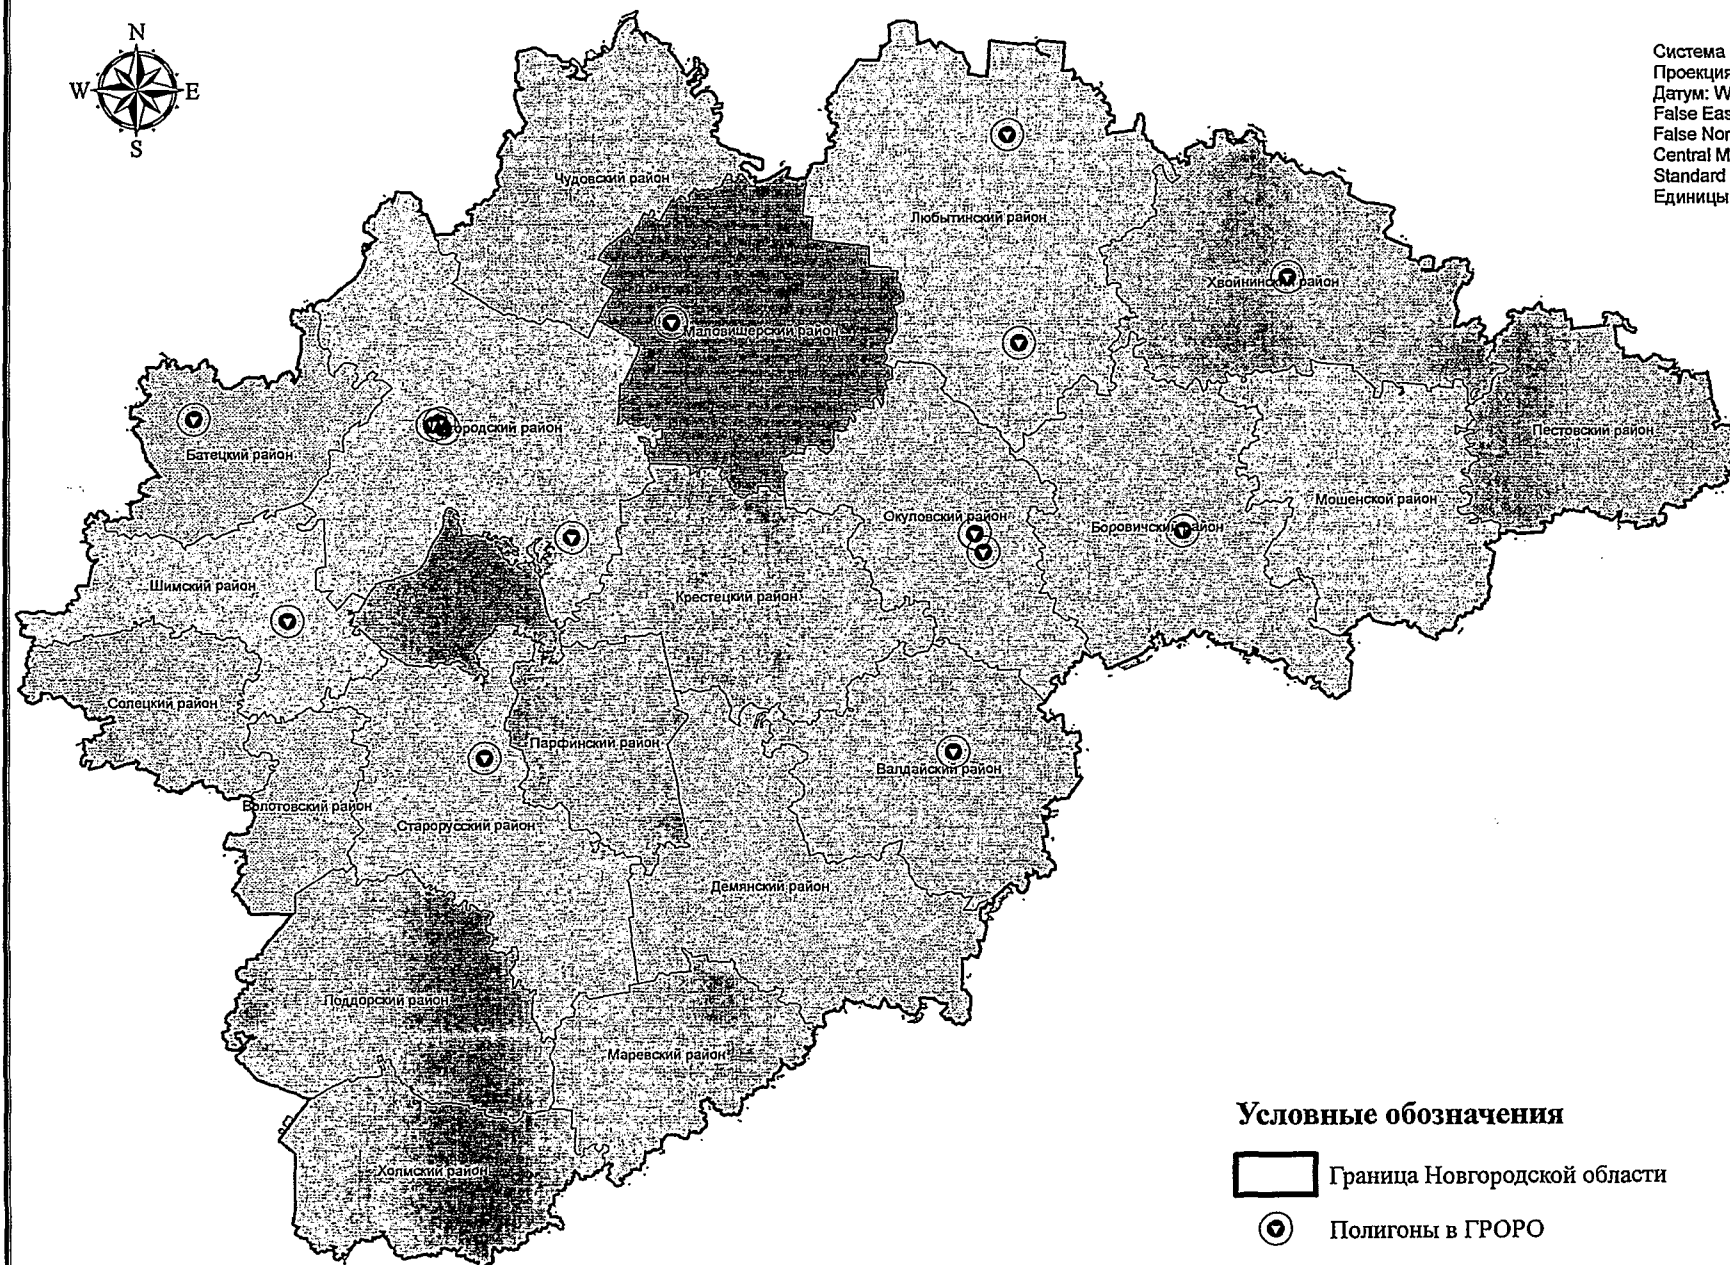 N
W E
S
Система
Проекция
Датум: W
False Eas
False Nor
Central M
Standard
Единицы
Чудовский район
Любытинский район
Хвойнинский район
Маловишерский район
район
Батецкий район
Пестовский район
Мошенской район
Окуловский район
Боровичский район
Шимский район
Крестецкий район
Солецкий район
Парфинский район
Валдайский район
Волотовский район
Старорусский район
Демянский район
Поддорский район
Маревский район
Холмский район
Условные обозначения
Граница Новгородской области
Полигоны в ГРОРО